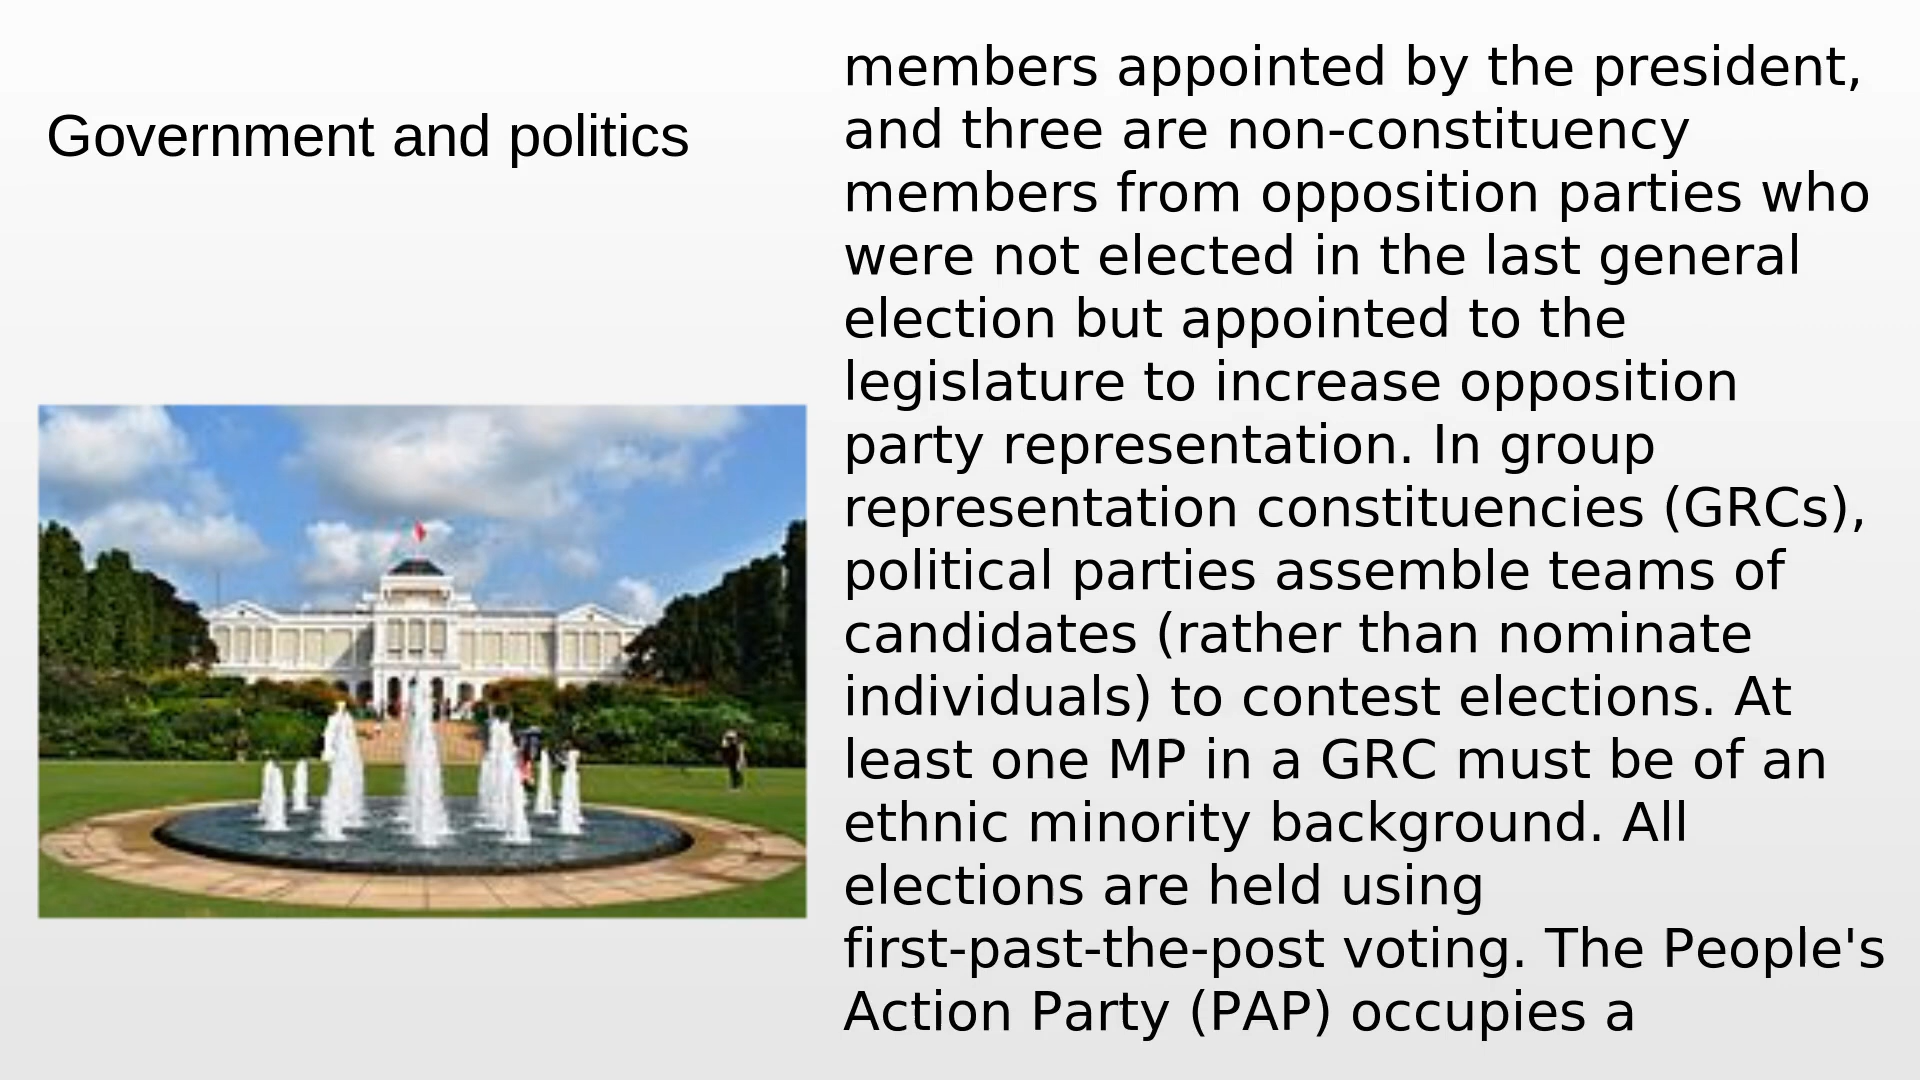 Government and politics
members appointed by the president,
and three are non-constituency
members from opposition parties who
were not elected in the last general
election but appointed to the
legislature to increase opposition
party representation. In group
representation constituencies (GRCs),
political parties assemble teams of
candidates (rather than nominate
individuals) to contest elections. At
least one MP in a GRC must be of an
ethnic minority background. All
elections are held using
first-past-the-post voting. The People's
Action Party (PAP) occupies a